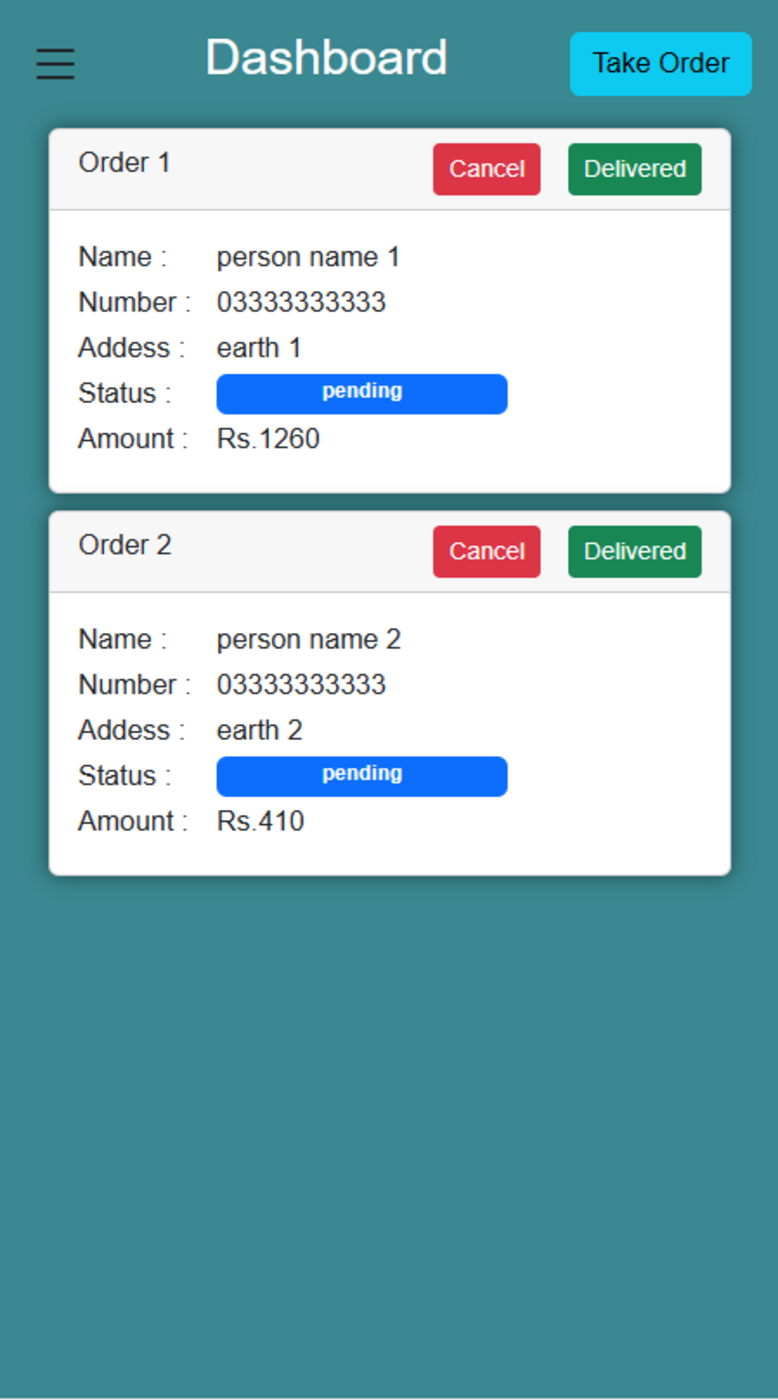 Dashboard Take Order
Order 1 Cancel Delivered
Name : person name 1
Number : 03333333333
Addess : earth 1
Status : pending
Amount : Rs.1260
Order 2 Cancel Delivered
Name : person name 2
Number : 03333333333
Addess : earth 2
Status : pending
Amount : Rs.410